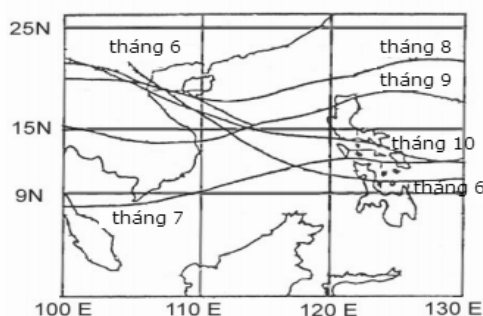 25N
tháng 6
tháng 8
tháng 9
15N
tháng 10
tháng 6
9N
tháng 7
100 E
110 E
120 E
130 E